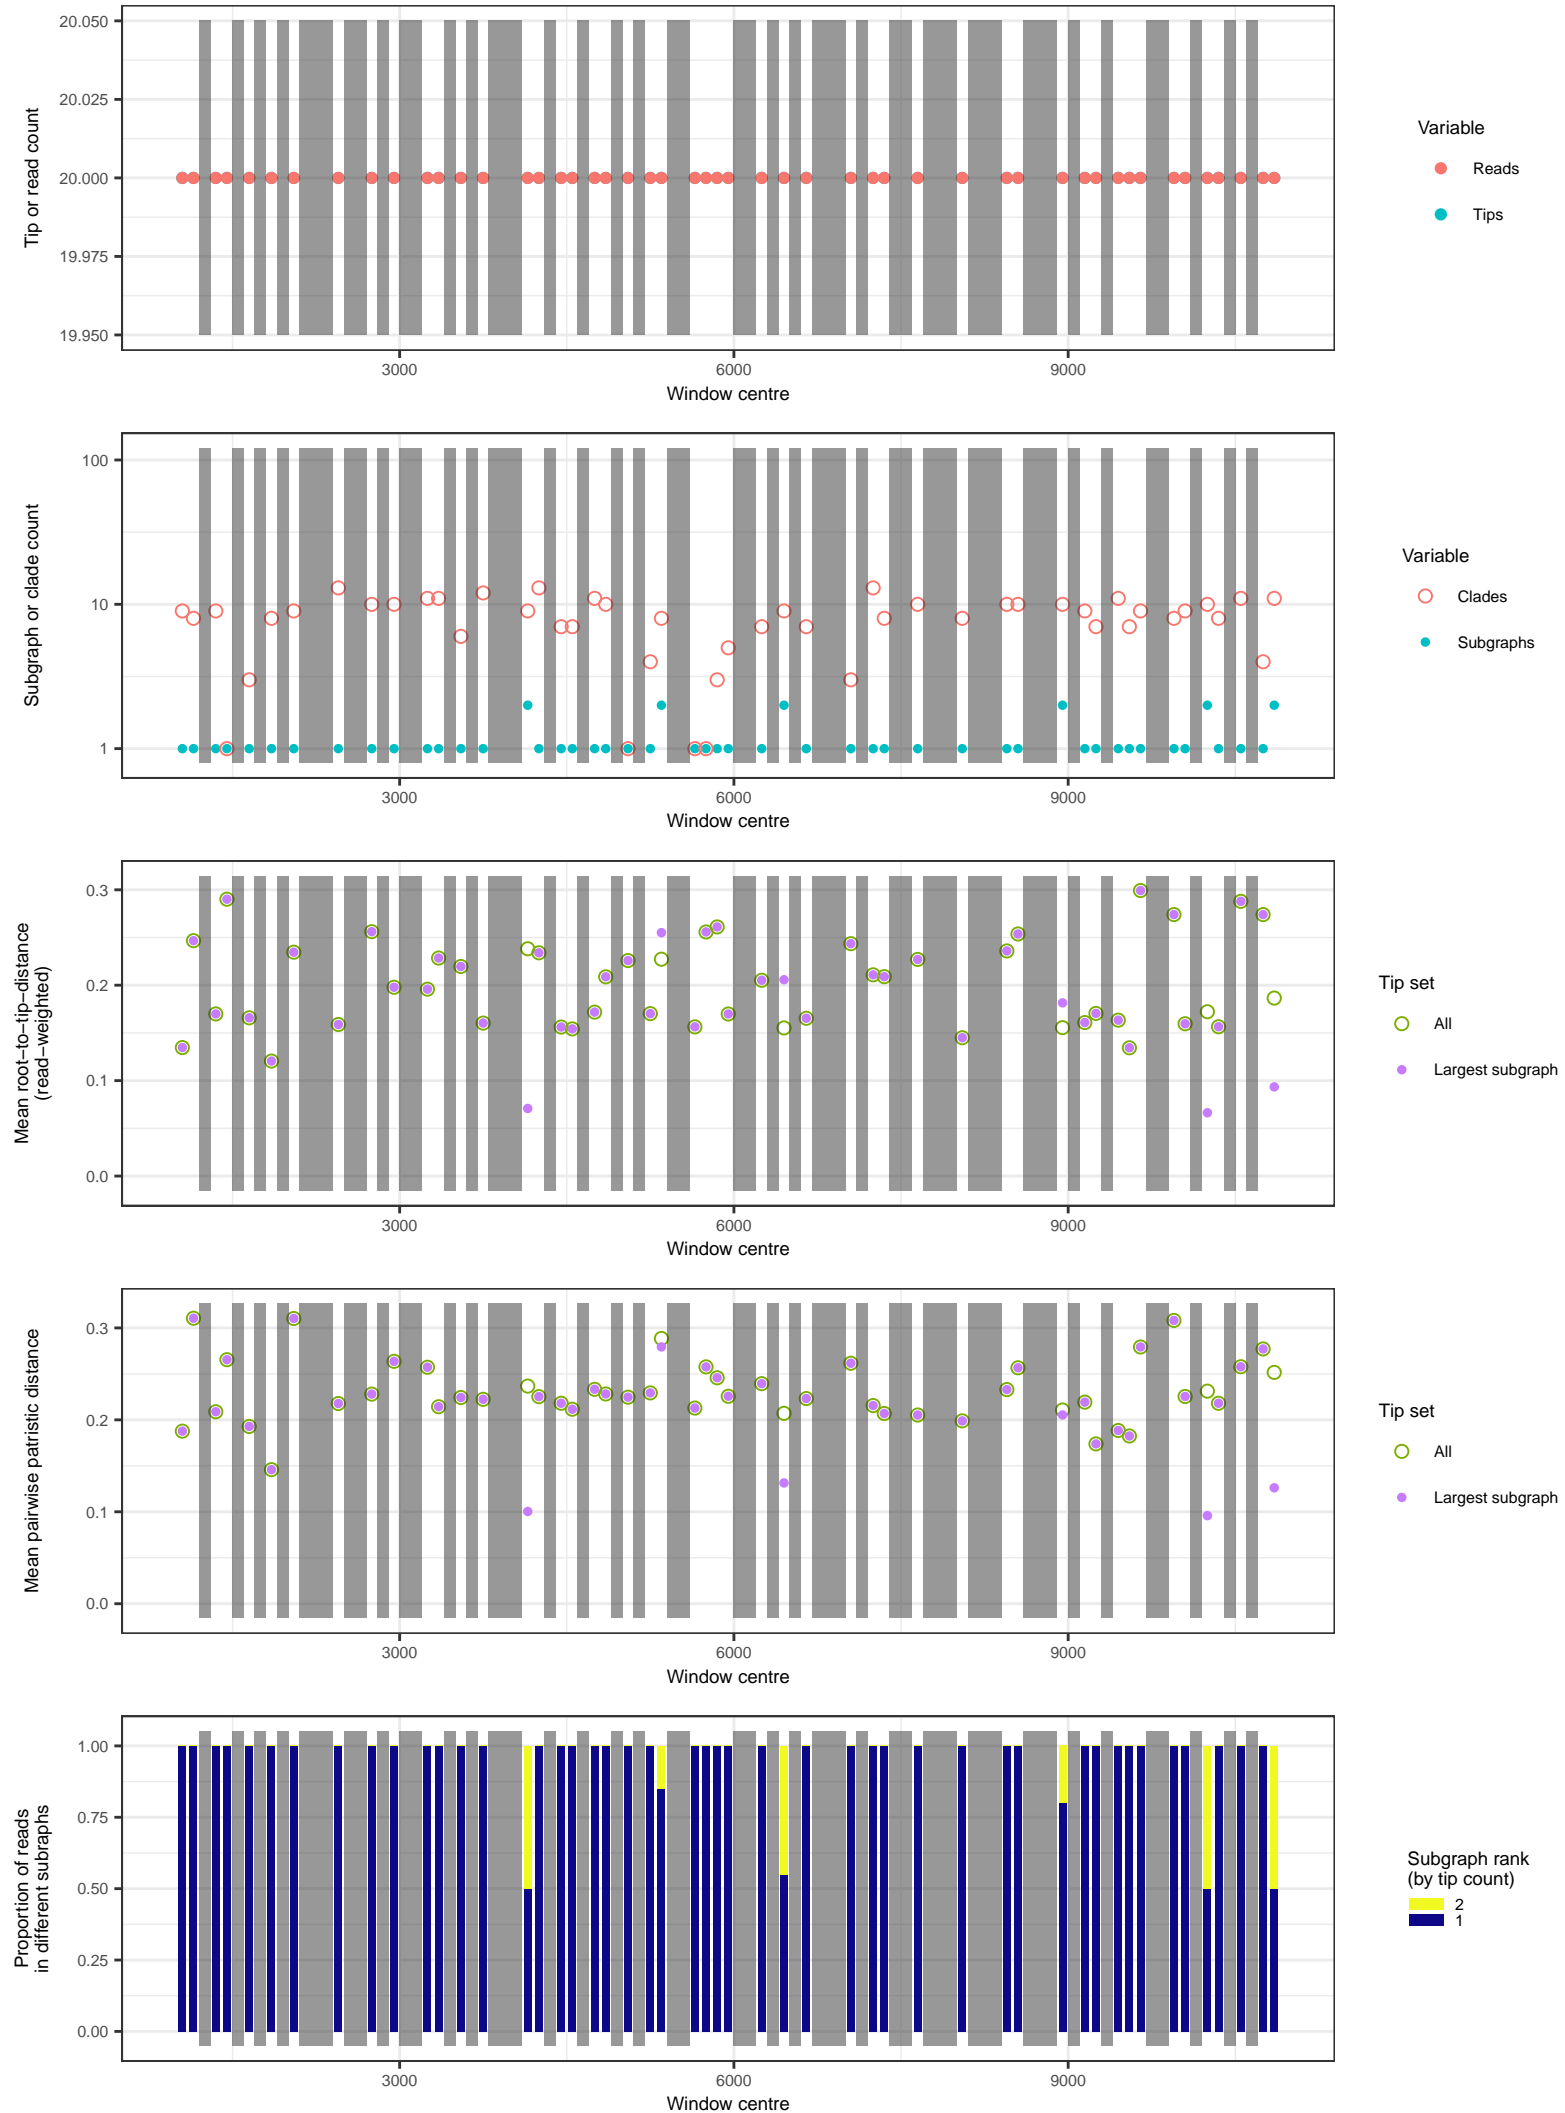 20.050
20.025
20.000
19.975
19.950
Tip or read count
3000
6000
9000
Window centre
Variable
Reads
Tips
100
10
1
Subgraph or clade count
3000
6000
9000
Window centre
Variable
Clades
Subgraphs
0.3
0.2
0.1
0.0
Mean root−to−tip−distance
(read−weighted)
3000
6000
9000
Window centre
Tip set
All
Largest subgraph
0.3
0.2
0.1
0.0
Mean pairwise patristic distance
3000
6000
9000
Window centre
Tip set
All
Largest subgraph
1.00
0.75
0.50
0.25
0.00
Proportion of reads
in different subraphs
3000
6000
9000
Window centre
Subgraph rank
(by tip count)
2
1